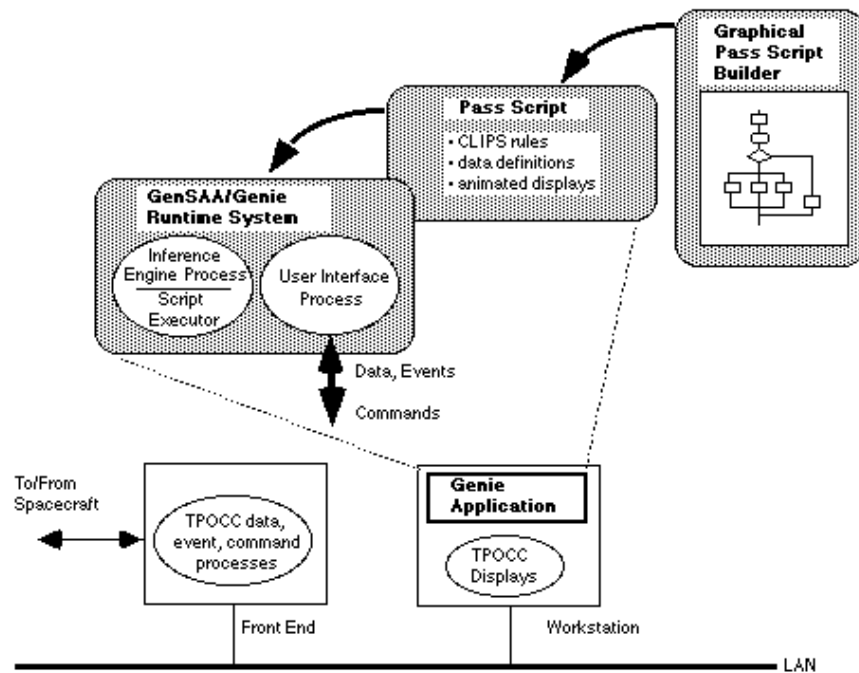 Graphical
Pass Script
Builder
Pass Script
• CLIPS rules
• data definitions
• animated displays
GenSAA/Genie
Runtime System
Inference
Engine Process
Script
Executor
User Interface
Process
Data, Events
Commands
To/From
Spacecraft
TPOCC data,
event, command
processes
Genie
Application
TPOCC
Displays
Front End
Workstation
LAN